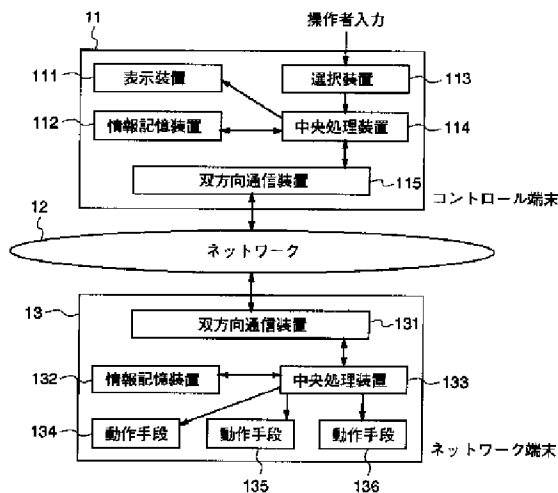 操作者入力
11
111
表示装置
選択装置
113
112
情報記憶装置
中央処理装置
114
双方向通信装置
115
コントロール端末
12
ネットワーク
13
双方向通信装置
131
132
情報記憶装置
中央処理装置
133
134
動作手段
動作手段
動作手段
ネットワーク端末
135
136